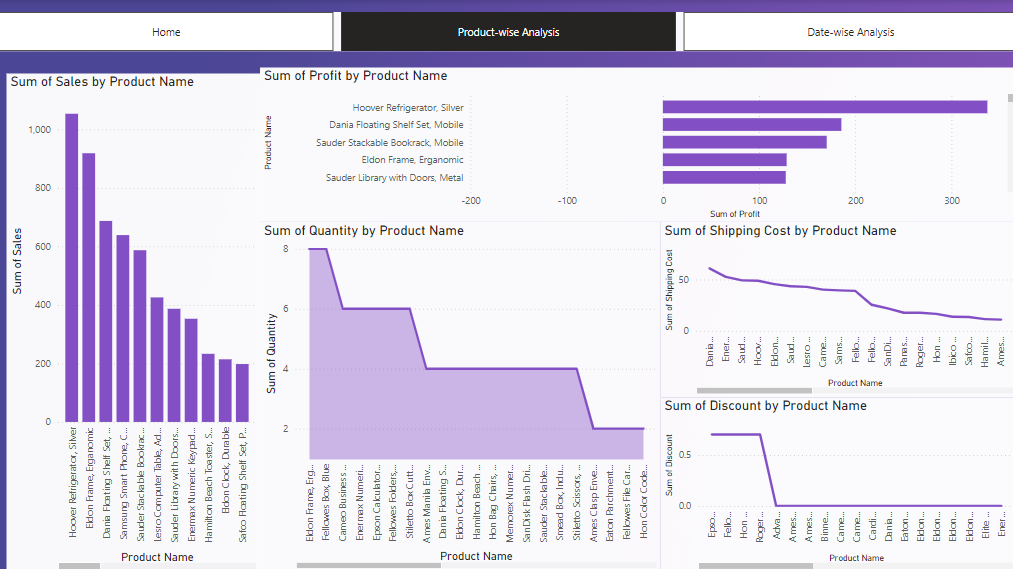 Home
Product-wise Analysis
Date-wise Analysis
Sum of Sales by Product Name
Sum of Sales
1,000
800
600
400
200
0
Hoover Refrigerator, Silver
Eldon Frame, Erganomic
Dania Floating Shelf Set, ...
Samsung Smart Phone, C...
Sauder Stackable Bookrac...
Lesro Computer Table, Ad...
Sauder Library with Doors...
Enermax Numeric Keypad...
Hamilton Beach Toaster, S...
Eldon Clock, Durable
Safco Floating Shelf Set, P...
Product Name
Sum of Profit by Product Name
Product Name
Hoover Refrigerator, Silver
Dania Floating Shelf Set, Mobile
Sauder Stackable Bookrack, Mobile
Eldon Frame, Erganomic
Sauder Library with Doors, Metal
-200
-100
0
100
200
300
Sum of Profit
Sum of Quantity by Product Name
Sum of Quantity
8
6
4
2
Eldon Frame, Erg...
Fellowes Box, Blue
Cameo Business ...
Enermax Numeri...
Epson Calculator...
Fellowes Folders,...
Stiletto Box Cutt...
Ames Manila Env...
Dania Floating S...
Eldon Clock, Dur...
Hamilton Beach ...
Hon Bag Chairs, ...
Memorex Numer...
SanDisk Flash Dri...
Sauder Stackable...
Smead Box, Indu...
Stiletto Scissors, ...
Ames Clasp Enve...
Eaton Parchment...
Fellowes File Car...
Hon Color Code...
Product Name
Sum of Shipping Cost by Product Name
Sum of Shipping Cost
50
0
Dania...
Ener...
Saud...
Hoov...
Eldon...
Saud...
Lesro ...
Came...
Sams...
Fello...
Fello...
SanDi...
Panas...
Roger...
Hon ...
Ibico ...
Safco...
Hamil...
Ames...
Product Name
Sum of Discount by Product Name
Sum of Discount
0.5
0.0
Epso...
Fello...
Hon ...
Roger...
Adva...
Ames...
Ames...
Binne...
Came...
Came...
Cardi...
Dania...
Eaton...
Eldon...
Eldon...
Eldon...
Eldon...
Elite ...
Ener...
Product Name